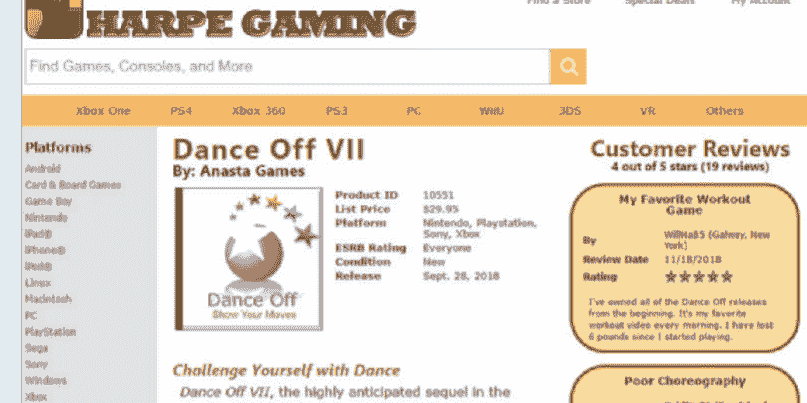 HARPE GAMING
Find a Store
Special Deals
My Account
Find Games, Consoles, and More
Xbox One
PS4
Xbox 360
PS3
PC
WiiU
3DS
VR
Others
Platforms
Android
Card & Board Games
Game Boy
Nintendo
iPad®
iPhone®
iPod®
Linux
Macintosh
PC
PlayStation
Sega
Sony
Windows
Xbox
Dance Off VII
By: Anasta Games
Dance Off
Show Your Moves
Product ID 10551
List Price $29.95
Platform Nintendo, Playstation,
Sony, Xbox
ESRB Rating Everyone
Condition New
Release Sept. 28, 2018
Challenge Yourself with Dance
Dance Off VII, the highly anticipated sequel in the
Customer Reviews
4 out of 5 stars (19 reviews)
My Favorite Workout
Game
By WillHa85 (Galway, New
York)
Review Date 11/18/2018
Rating ★★★★★
I've owned all of the Dance Off releases
from the beginning. It's my favorite
workout video every morning. I have lost
6 pounds since I started playing.
Poor Choreography